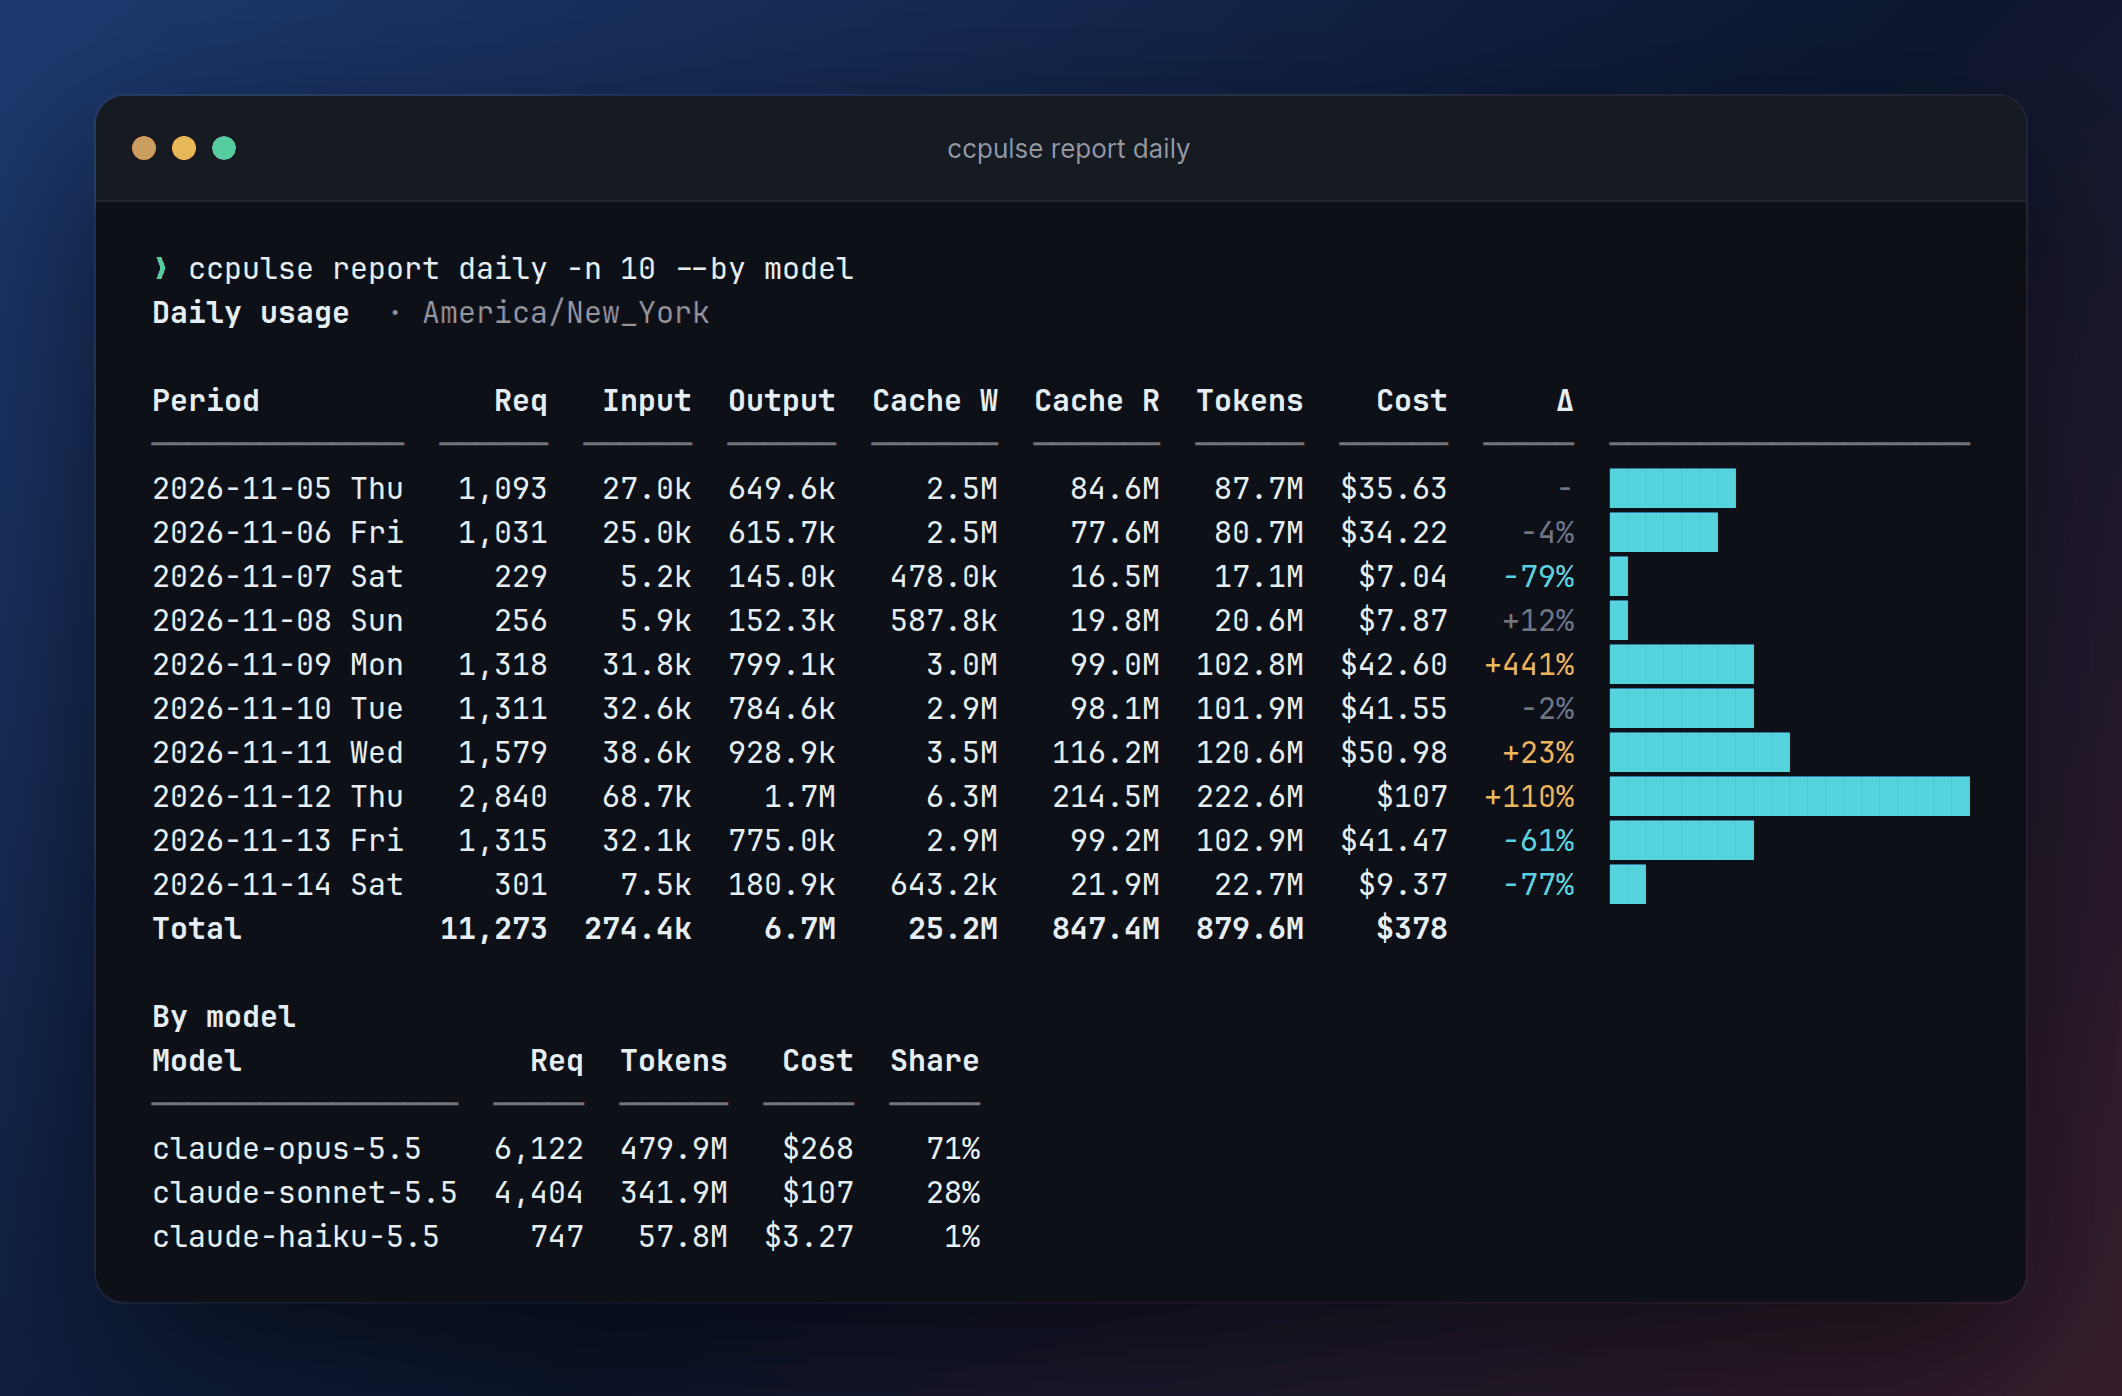 ccpulse report daily
❯ ccpulse report daily -n 10 --by model
Daily usage · America/New_York
Period Req Input Output Cache W Cache R Tokens Cost Δ
2026-11-05 Thu 1,093 27.0k 649.6k 2.5M 84.6M 87.7M $35.63 -
2026-11-06 Fri 1,031 25.0k 615.7k 2.5M 77.6M 80.7M $34.22 -4%
2026-11-07 Sat 229 5.2k 145.0k 478.0k 16.5M 17.1M $7.04 -79%
2026-11-08 Sun 256 5.9k 152.3k 587.8k 19.8M 20.6M $7.87 +12%
2026-11-09 Mon 1,318 31.8k 799.1k 3.0M 99.0M 102.8M $42.60 +441%
2026-11-10 Tue 1,311 32.6k 784.6k 2.9M 98.1M 101.9M $41.55 -2%
2026-11-11 Wed 1,579 38.6k 928.9k 3.5M 116.2M 120.6M $50.98 +23%
2026-11-12 Thu 2,840 68.7k 1.7M 6.3M 214.5M 222.6M $107 +110%
2026-11-13 Fri 1,315 32.1k 775.0k 2.9M 99.2M 102.9M $41.47 -61%
2026-11-14 Sat 301 7.5k 180.9k 643.2k 21.9M 22.7M $9.37 -77%
Total 11,273 274.4k 6.7M 25.2M 847.4M 879.6M $378
By model
Model Req Tokens Cost Share
claude-opus-5.5 6,122 479.9M $268 71%
claude-sonnet-5.5 4,404 341.9M $107 28%
claude-haiku-5.5 747 57.8M $3.27 1%